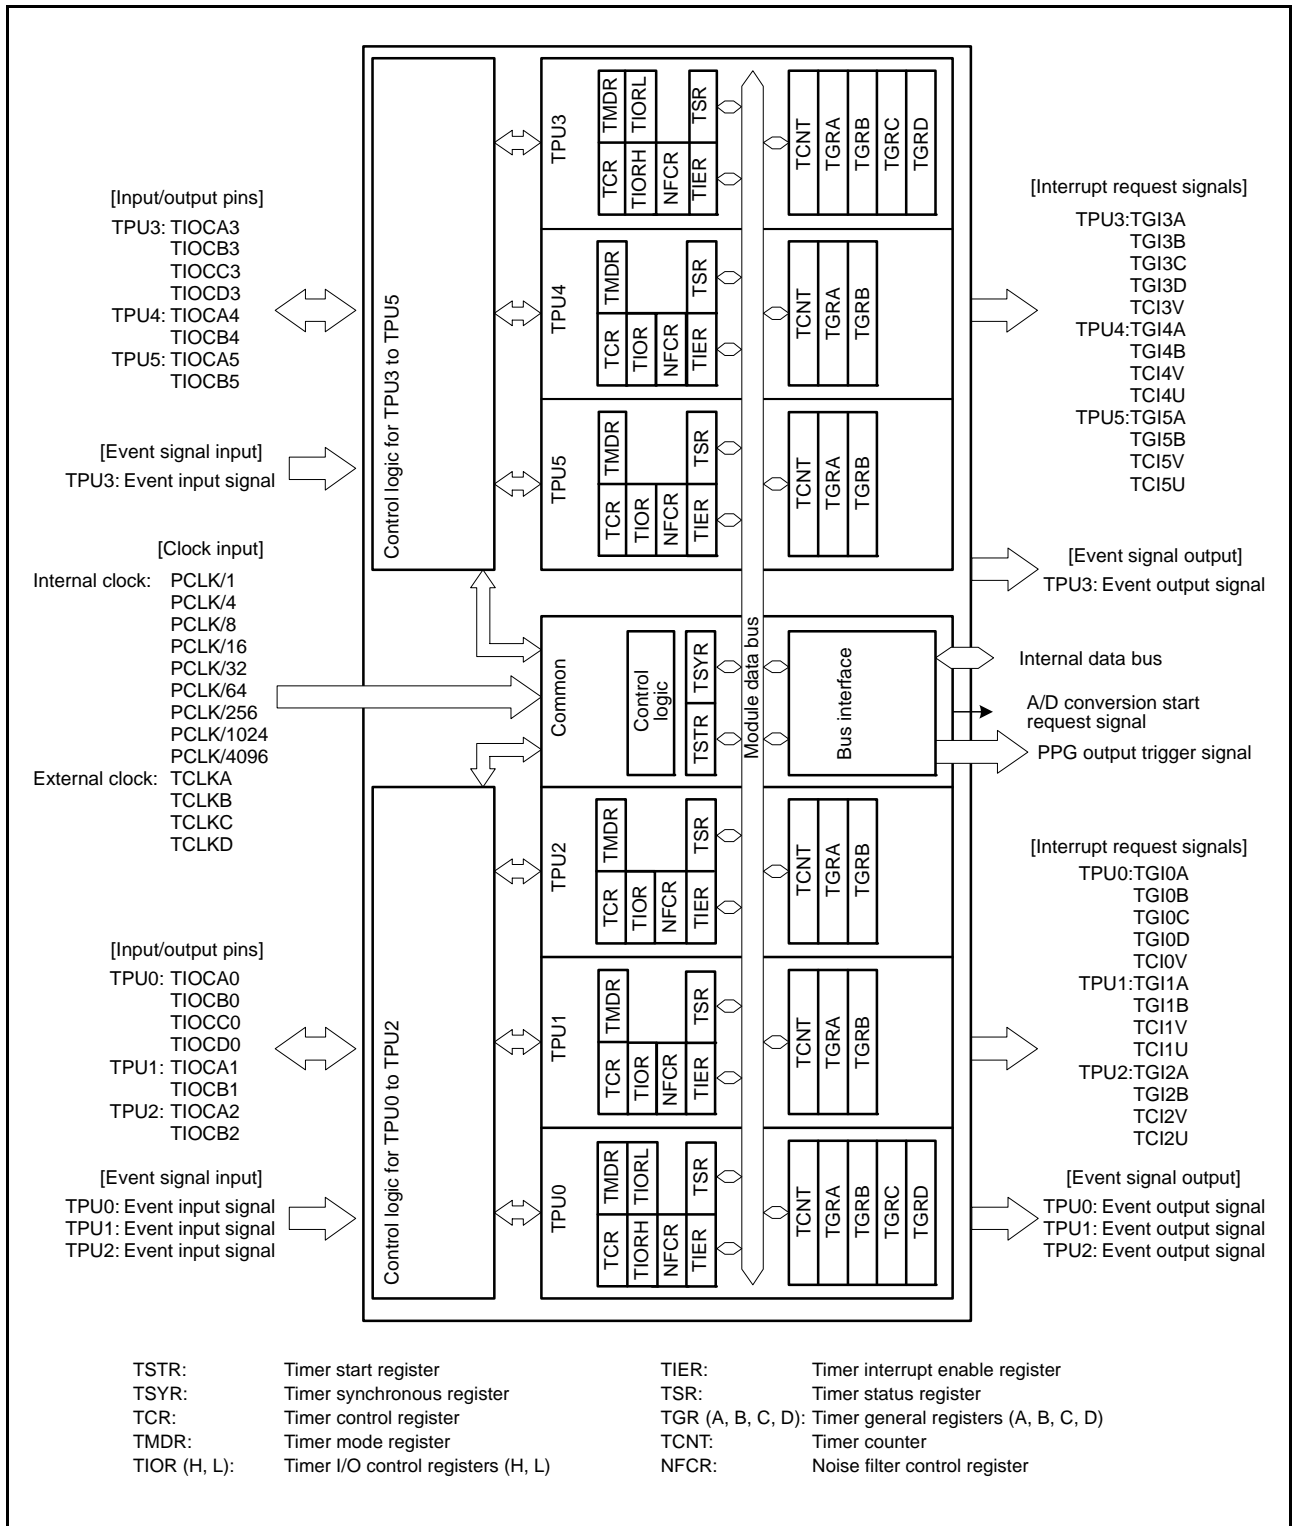 [Input/output pins]
TPU3: TIOCA3
TIOCB3
TIOCC3
TIOCD3
TPU4: TIOCA4
TIOCB4
TPU5: TIOCA5
TIOCB5
[Event signal input]
TPU3: Event input signal
[Clock input]
Internal clock: PCLK/1
PCLK/4
PCLK/8
PCLK/16
PCLK/32
PCLK/64
PCLK/256
PCLK/1024
PCLK/4096
External clock: TCLKA
TCLKB
TCLKC
TCLKD
[Input/output pins]
TPU0: TIOCA0
TIOCB0
TIOCC0
TIOCD0
TPU1: TIOCA1
TIOCB1
TPU2: TIOCA2
TIOCB2
[Event signal input]
TPU0: Event input signal
TPU1: Event input signal
TPU2: Event input signal
Control logic for TPU3 to TPU5
Control logic for TPU0 to TPU2
TPU3
TMDR
TIORL
TSR
TCR
TIORH
NFCR
TIER
TCNT
TGRA
TGRB
TGRC
TGRD
TPU4
TMDR
TSR
TCR
TIOR
NFCR
TIER
TCNT
TGRA
TGRB
TPU5
TMDR
TSR
TCR
TIOR
NFCR
TIER
TCNT
TGRA
TGRB
Common
Control
logic
TSYR
TSTR
Module data bus
Bus interface
TPU2
TMDR
TSR
TCR
TIOR
NFCR
TIER
TCNT
TGRA
TGRB
TPU1
TMDR
TSR
TCR
TIOR
NFCR
TIER
TCNT
TGRA
TGRB
TPU0
TMDR
TIORL
TSR
TCR
TIORH
NFCR
TIER
TCNT
TGRA
TGRB
TGRC
TGRD
[Interrupt request signals]
TPU3:TGI3A
TGI3B
TGI3C
TGI3D
TCI3V
TPU4:TGI4A
TGI4B
TCI4V
TCI4U
TPU5:TGI5A
TGI5B
TCI5V
TCI5U
[Event signal output]
TPU3: Event output signal
Internal data bus
A/D conversion start
request signal
PPG output trigger signal
[Interrupt request signals]
TPU0:TGI0A
TGI0B
TGI0C
TGI0D
TCI0V
TPU1:TGI1A
TGI1B
TCI1V
TCI1U
TPU2:TGI2A
TGI2B
TCI2V
TCI2U
[Event signal output]
TPU0: Event output signal
TPU1: Event output signal
TPU2: Event output signal
TSTR: Timer start register
TSYR: Timer synchronous register
TCR: Timer control register
TMDR: Timer mode register
TIOR (H, L): Timer I/O control registers (H, L)
TIER: Timer interrupt enable register
TSR: Timer status register
TGR (A, B, C, D): Timer general registers (A, B, C, D)
TCNT: Timer counter
NFCR: Noise filter control register